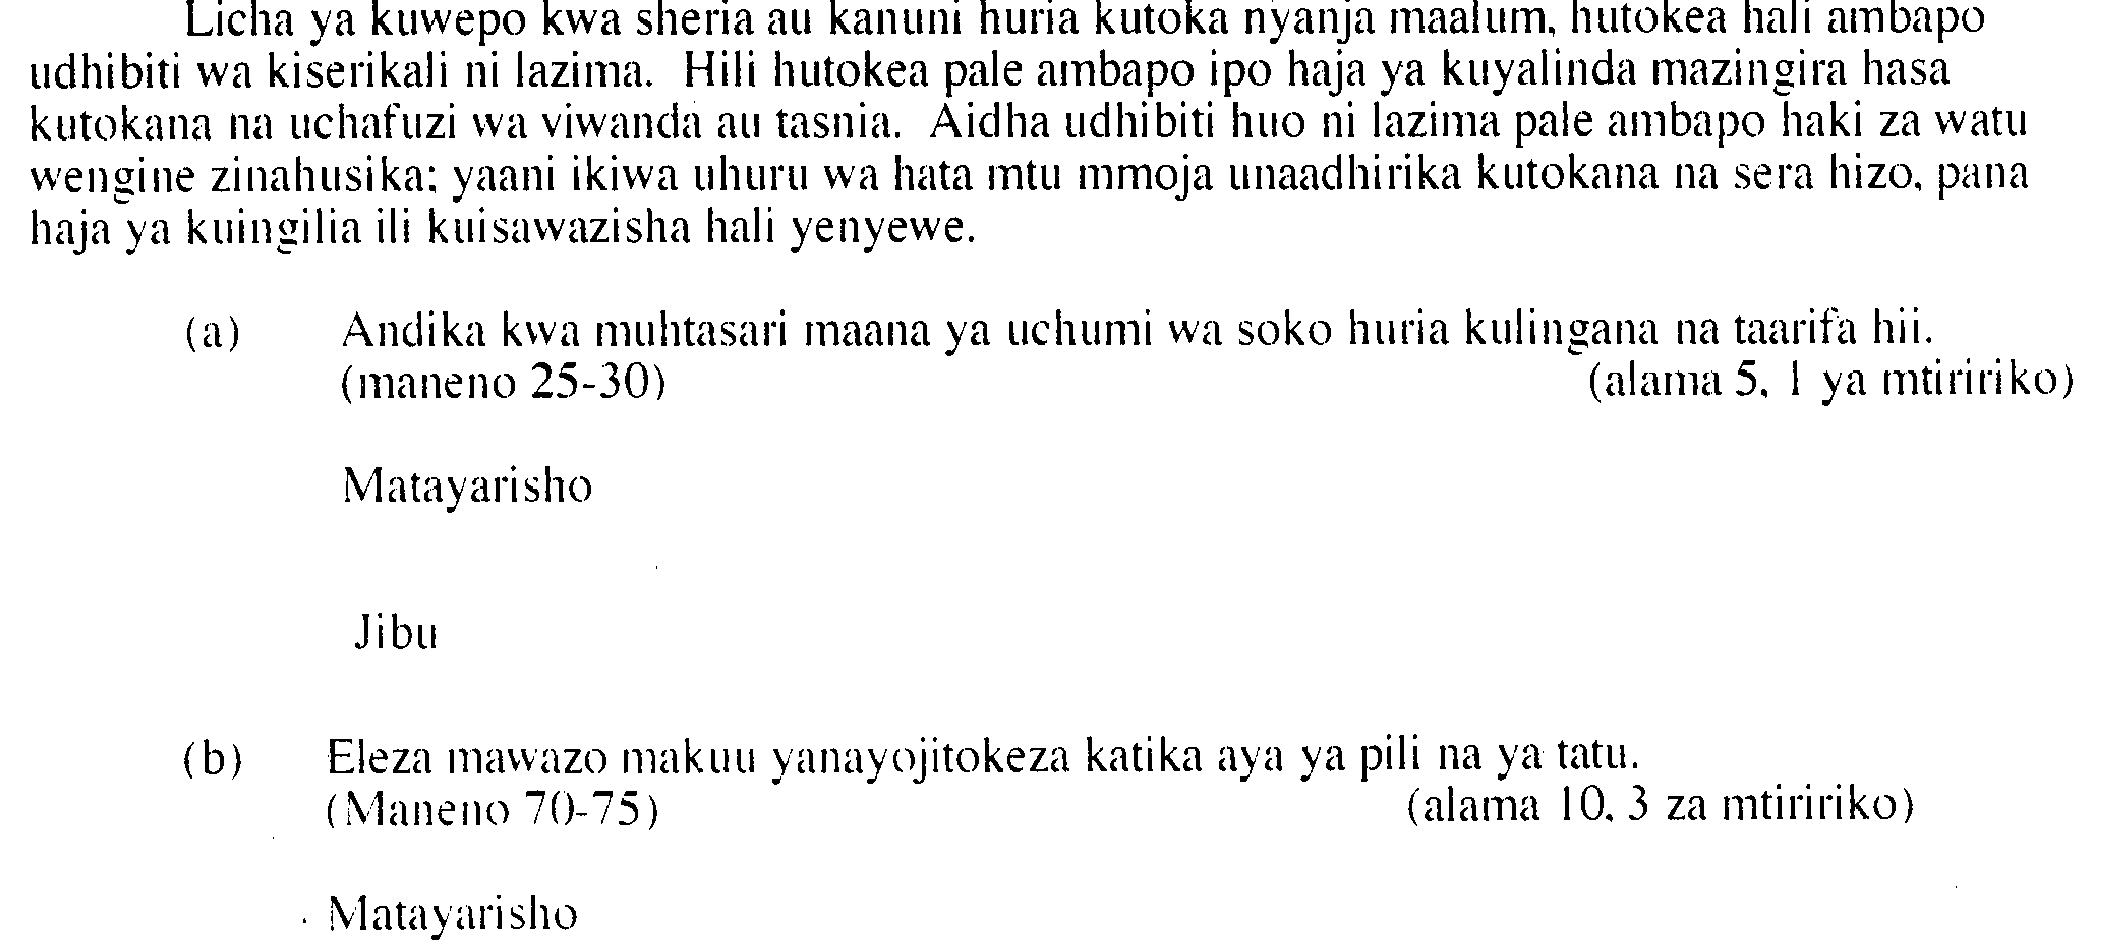 Licha ya kuwepo kwa sheria au kanuni huria kutoka nyanja maalum, hutokea hali ambapo
udhibiti wa kiserikali ni lazima. Hili hutokea pale ambapo ipo haja ya kuyalinda mazingira hasa
kutokana na uchafuzi wa viwanda au tasnia. Aidha udhibiti huo ni lazima pale ambapo haki za watu
wengine zinahusika; yaani ikiwa uhuru wa hata mtu mmoja unaadhirika kutokana na sera hizo, pana
haja ya kuingilia ili kuisawazisha hali yenyewe.
(a) Andika kwa muhtasari maana ya uchumi wa soko huria kulingana na taarifa hii.
(maneno 25-30) (alama 5, 1 ya mtiririko)
Matayarisho
Jibu
(b) Eleza mawazo makuu yanayojitokeza katika aya ya pili na ya tatu.
(Maneno 70-75) (alama 10, 3 za mtiririko)
Matayarisho